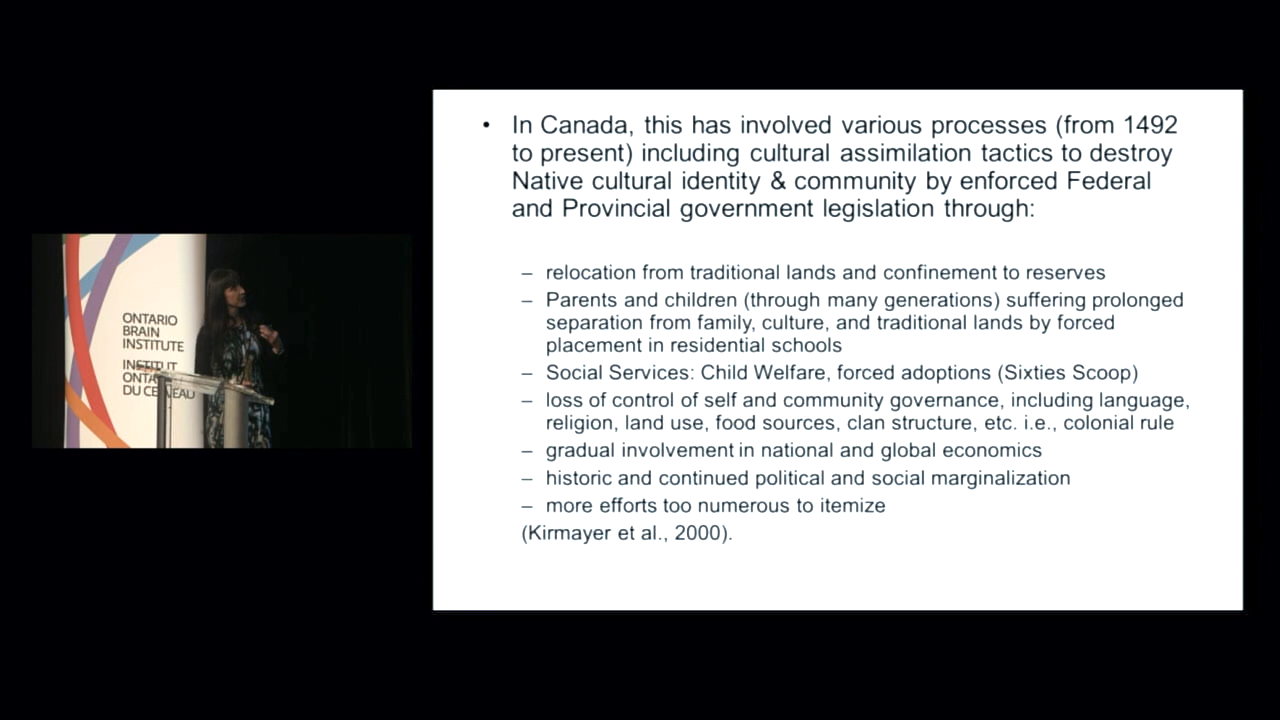 ONTARIO
BRAIN
INSTITUTE
INSTITUT
DU CERVEAU
• In Canada, this has involved various processes (from 1492
to present) including cultural assimilation tactics to destroy
Native cultural identity & community by enforced Federal
and Provincial government legislation through:
– relocation from traditional lands and confinement to reserves
– Parents and children (through many generations) suffering prolonged
separation from family, culture, and traditional lands by forced
placement in residential schools
– Social Services: Child Welfare, forced adoptions (Sixties Scoop)
– loss of control of self and community governance, including language,
religion, land use, food sources, clan structure, etc. i.e., colonial rule
– gradual involvement in national and global economics
– historic and continued political and social marginalization
– more efforts too numerous to itemize
(Kirmayer et al., 2000).